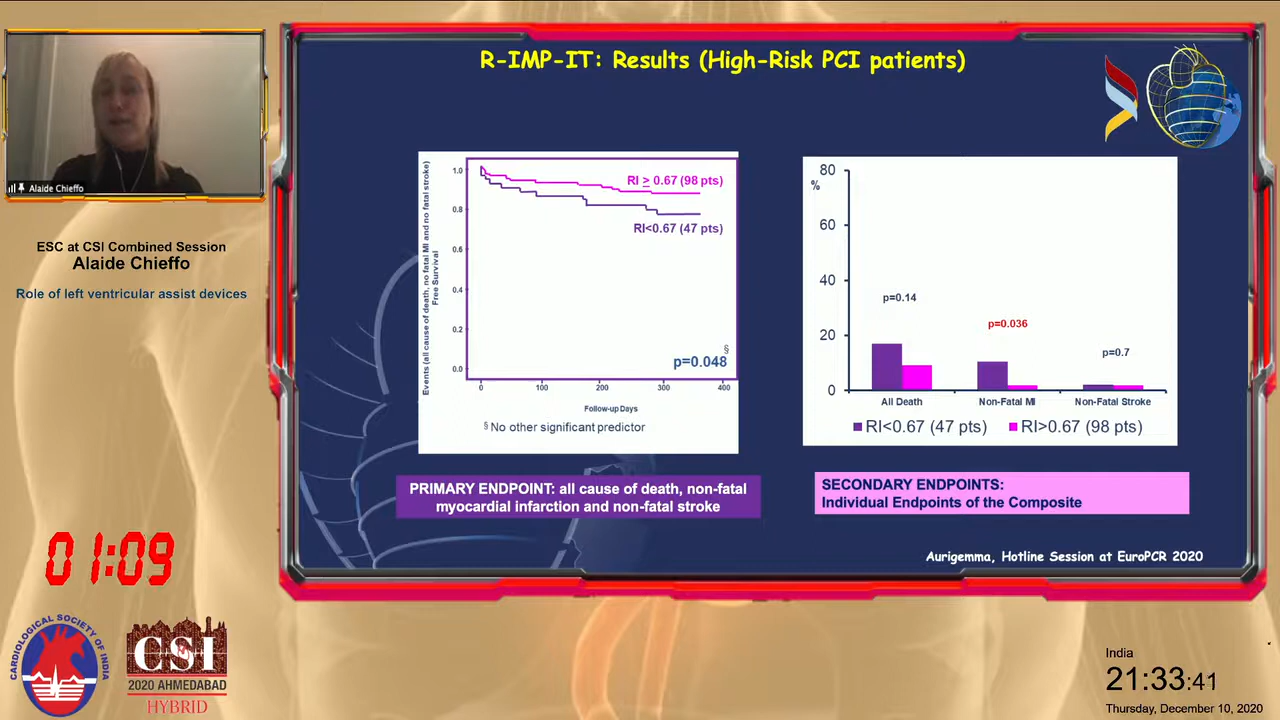 Alaide Chieffo
ESC at CSI Combined Session
Alaide Chieffo
Role of left ventricular assist devices
01:09
CARDIOLOGICAL SOCIETY OF INDIA
CSI
2020 AHMEDABAD
HYBRID
R-IMP-IT: Results (High-Risk PCI patients)
Events (all cause of death, no fatal MI and no fatal stroke)
Free Survival
1.0
0.8
0.6
0.4
0.2
0.0
RI ≥ 0.67 (98 pts)
RI<0.67 (47 pts)
§
p=0.048
0 100 200 300 400
Follow-up Days
§ No other significant predictor
PRIMARY ENDPOINT: all cause of death, non-fatal
myocardial infarction and non-fatal stroke
80
%
60
40
20
0
p=0.14
p=0.036
p=0.7
All Death Non-Fatal MI Non-Fatal Stroke
RI<0.67 (47 pts) RI>0.67 (98 pts)
SECONDARY ENDPOINTS:
Individual Endpoints of the Composite
Aurigemma, Hotline Session at EuroPCR 2020
India
21:33:41
Thursday, December 10, 2020